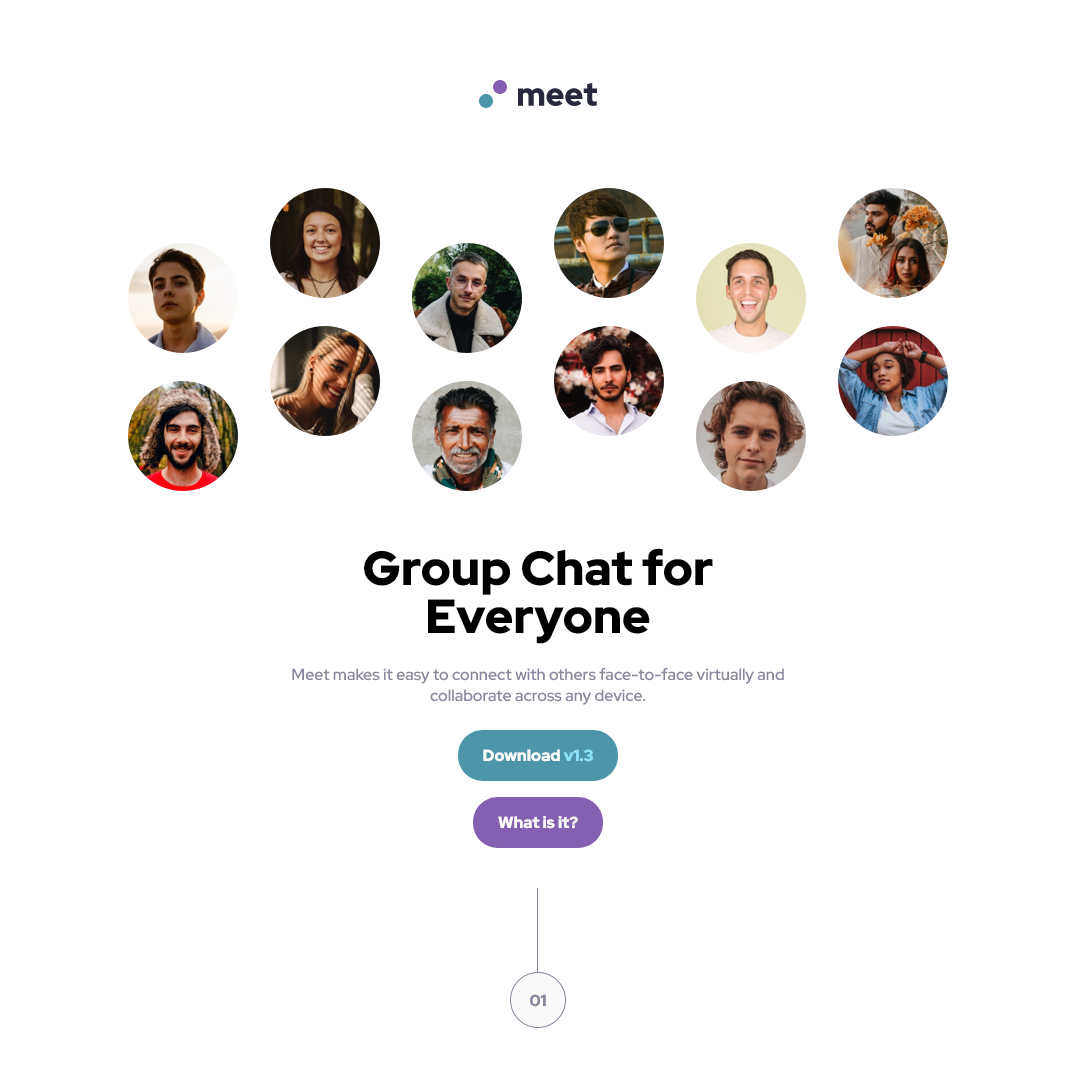 meet
Group Chat for
Everyone
Meet makes it easy to connect with others face-to-face virtually and
collaborate across any device.
Download v1.3
What is it?
01